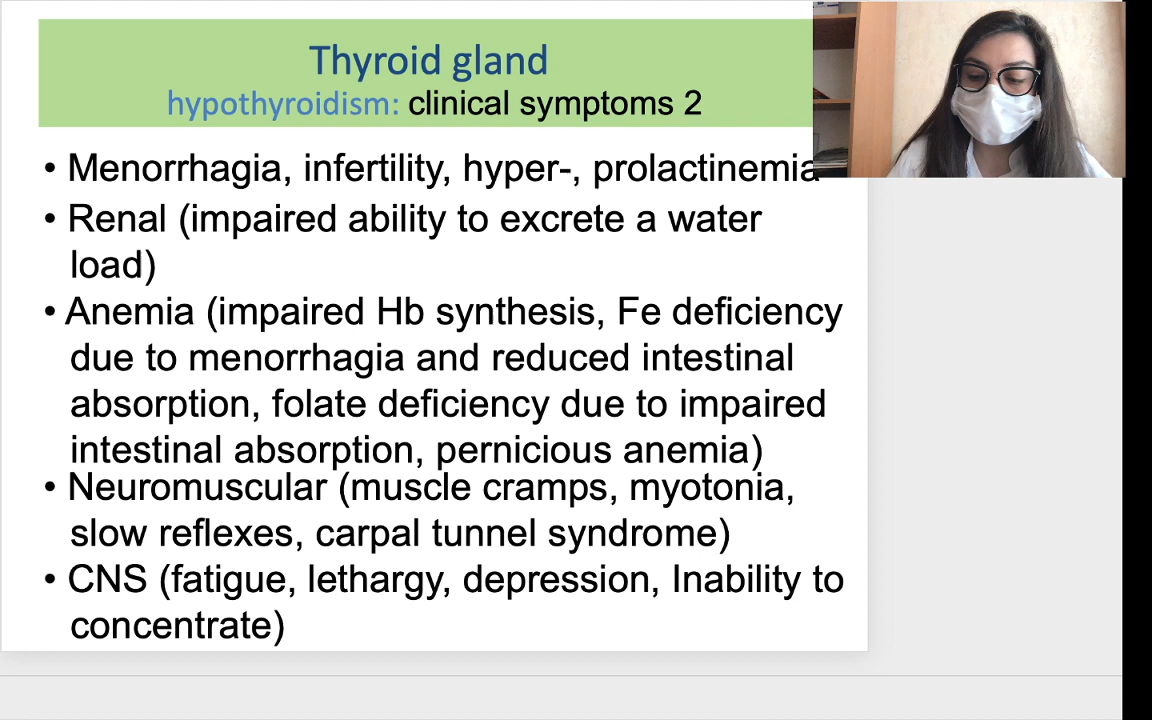 Thyroid gland
hypothyroidism: clinical symptoms 2
• Menorrhagia, infertility, hyper-, prolactinemia
• Renal (impaired ability to excrete a water
load)
• Anemia (impaired Hb synthesis, Fe deficiency
due to menorrhagia and reduced intestinal
absorption, folate deficiency due to impaired
intestinal absorption, pernicious anemia)
• Neuromuscular (muscle cramps, myotonia,
slow reflexes, carpal tunnel syndrome)
• CNS (fatigue, lethargy, depression, Inability to
concentrate)